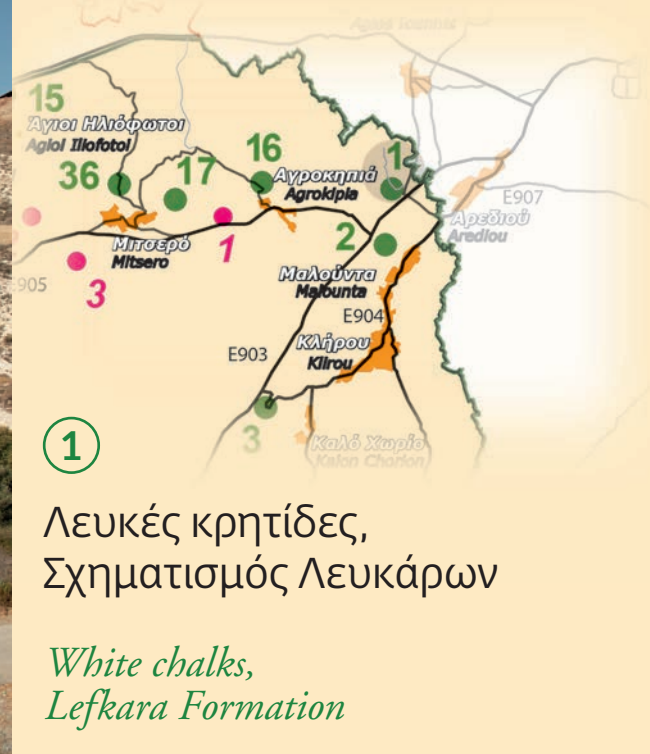 Agios Ioannis
15
Άγιοι Ηλιόφωτοι
Agioi Iliofotoi
36
17
16
Αγροκηπιά
Agrokipia
1
E907
Αρεδιού
Arediou
2
Μιτσερό
Mitsero
1
Μαλούντα
Malounta
905
3
E904
E903
Κλήρου
Klirou
3
Καλό Χωριό
Kalon Chorion
1
Λευκές κρητίδες,
Σχηματισμός Λευκάρων
White chalks,
Lefkara Formation